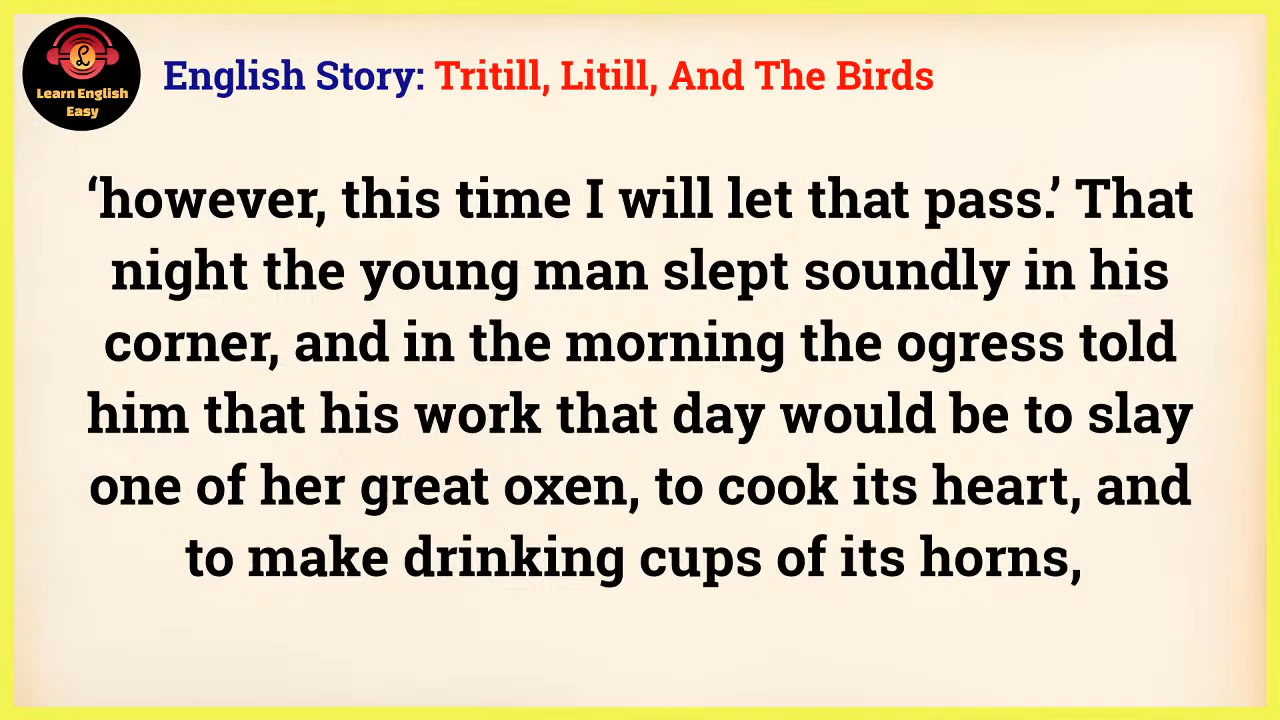 Learn English
Easy
English Story: Tritill, Litill, And The Birds
‘however, this time I will let that pass.’ That
night the young man slept soundly in his
corner, and in the morning the ogress told
him that his work that day would be to slay
one of her great oxen, to cook its heart, and
to make drinking cups of its horns,